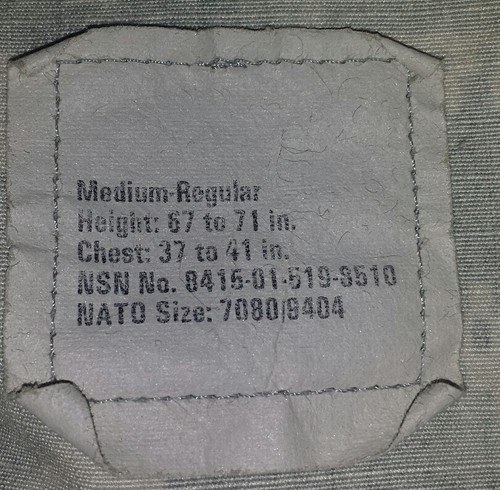 Medium-Regular
Height: 67 to 71 in.
Chest: 37 to 41 in.
NSN No. 8415-01-519-8510
NATO Size: 7080/9404